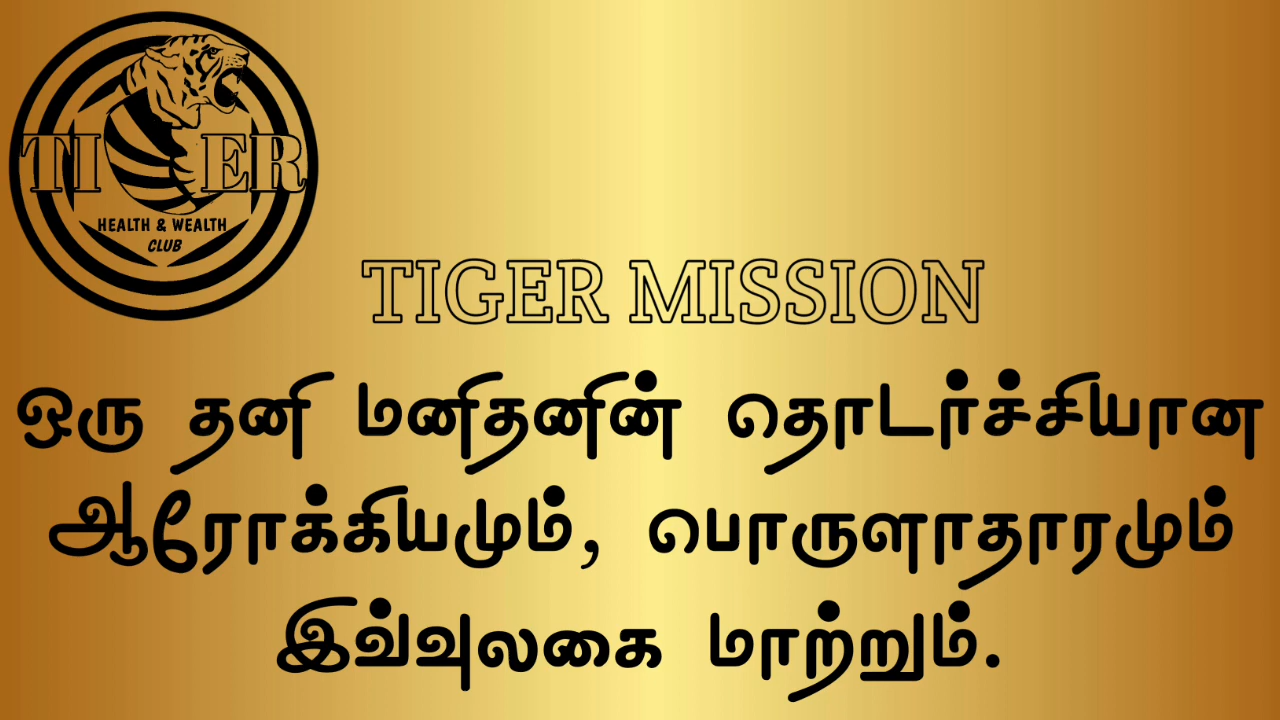 TIGER
HEALTH & WEALTH
CLUB
TIGER MISSION
ஒரு தனி மனிதனின் தொடர்ச்சியான
ஆரோக்கியமும், பொருளாதாரமும்
இவ்வுலகை மாற்றும்.